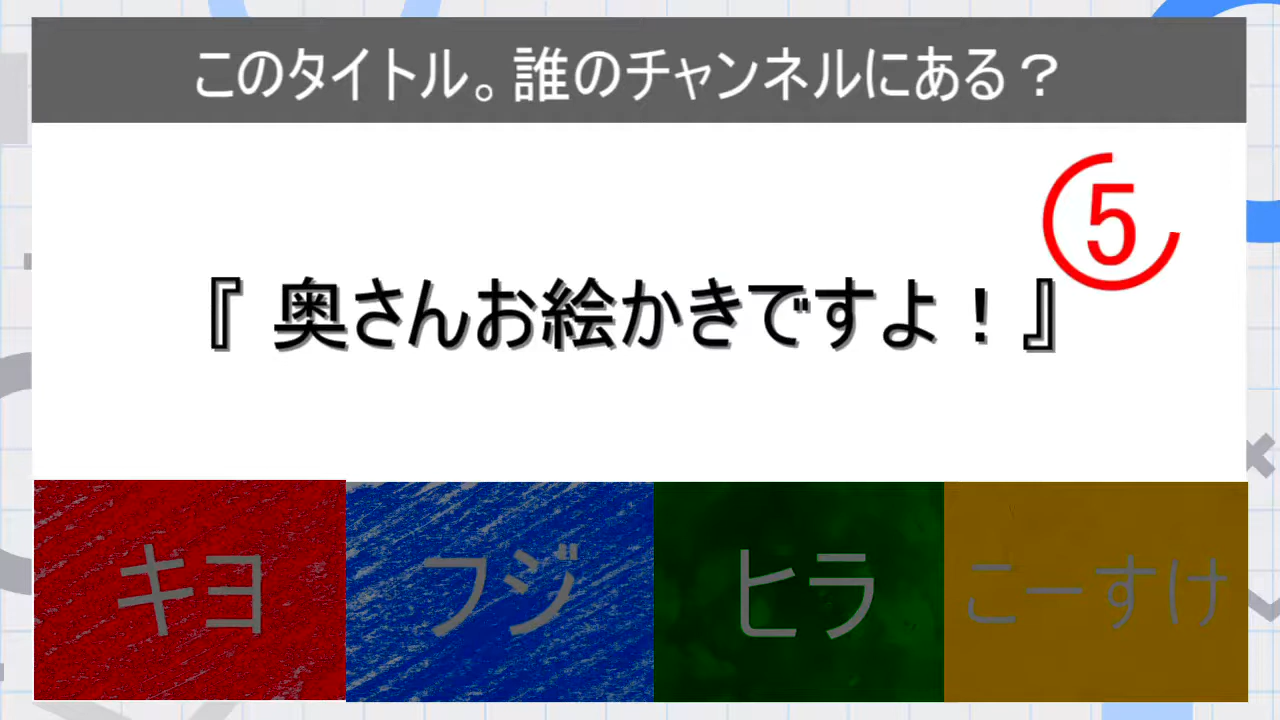 このタイトル。誰のチャンネルにある？
5
『 奥さんお絵かきですよ！』
キヨ
フジ
ヒラ
こーすけ